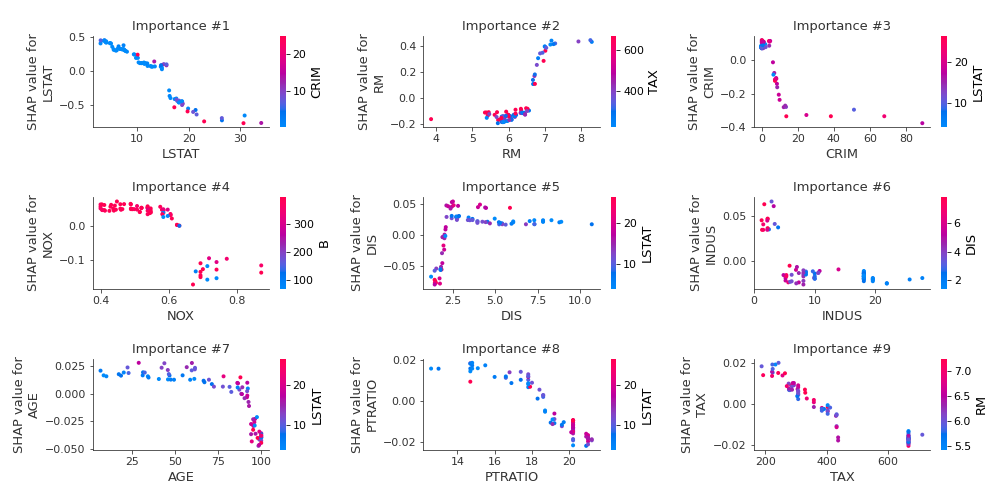 Importance #1
Importance #2
Importance #3
SHAP value for
LSTAT
0.5
0.0
−0.5
10
20
30
LSTAT
20
10
CRIM
SHAP value for
RM
0.4
0.2
0.0
−0.2
4
5
6
7
8
RM
600
400
TAX
SHAP value for
CRIM
0.0
−0.2
−0.4
0
20
40
60
80
CRIM
20
10
LSTAT
Importance #4
Importance #5
Importance #6
SHAP value for
NOX
0.0
−0.1
0.4
0.6
0.8
NOX
300
200
100
B
SHAP value for
DIS
0.05
0.00
−0.05
2.5
5.0
7.5
10.0
DIS
20
10
LSTAT
SHAP value for
INDUS
0.05
0.00
0
10
20
INDUS
6
4
2
DIS
Importance #7
Importance #8
Importance #9
SHAP value for
AGE
0.025
0.000
−0.025
−0.050
25
50
75
100
AGE
20
10
LSTAT
SHAP value for
PTRATIO
0.02
0.00
−0.02
14
16
18
20
PTRATIO
20
10
LSTAT
SHAP value for
TAX
0.02
0.00
−0.02
200
400
600
TAX
7.0
6.5
6.0
5.5
RM